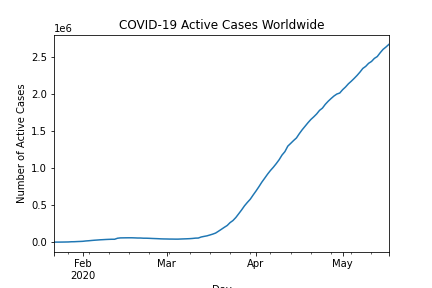 COVID-19 Active Cases Worldwide
1e6
2.5
2.0
1.5
1.0
0.5
0.0
Number of Active Cases
Feb
2020
Mar
Apr
May